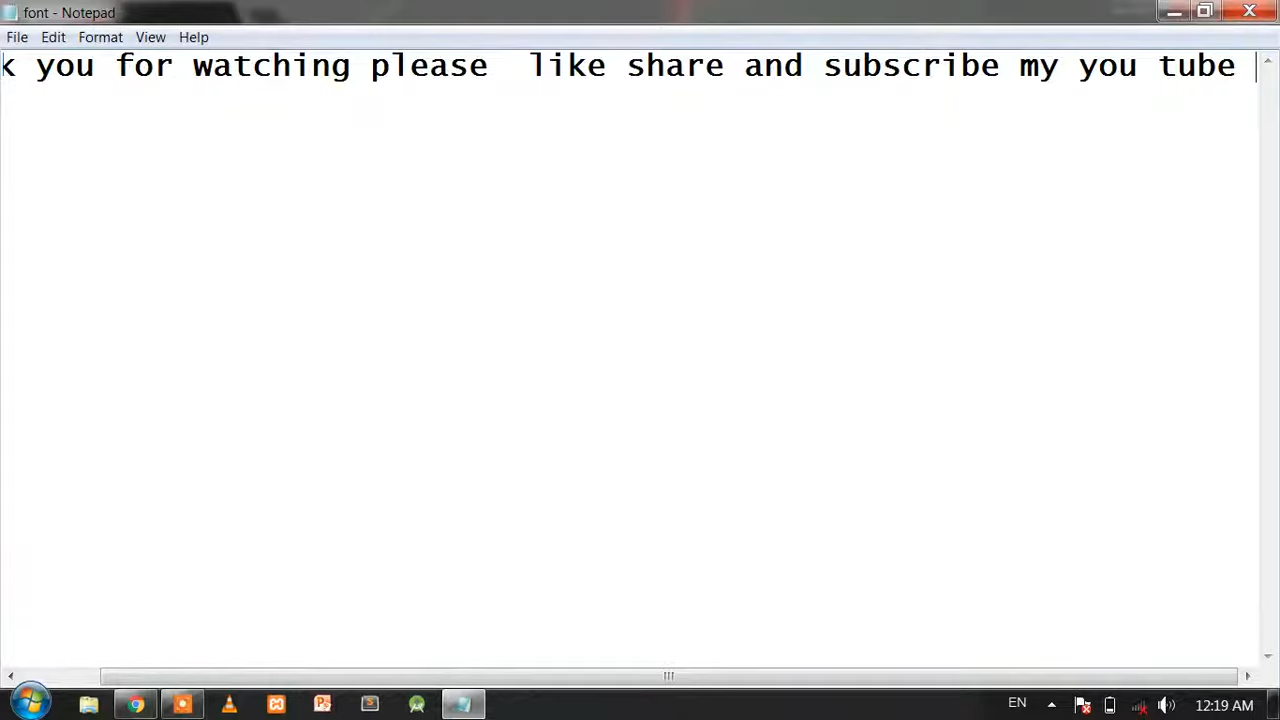 font - Notepad
File Edit Format View Help
k you for watching please  like share and subscribe my you tube
EN 12:19 AM